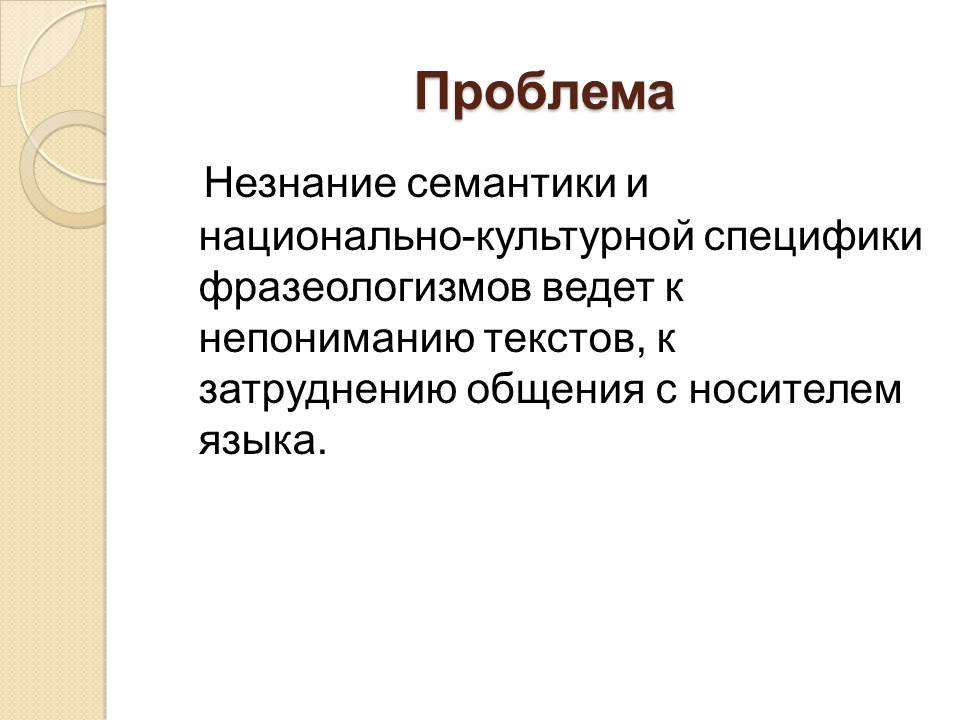 Проблема
Незнание семантики и
национально-культурной специфики
фразеологизмов ведет к
непониманию текстов, к
затруднению общения с носителем
языка.